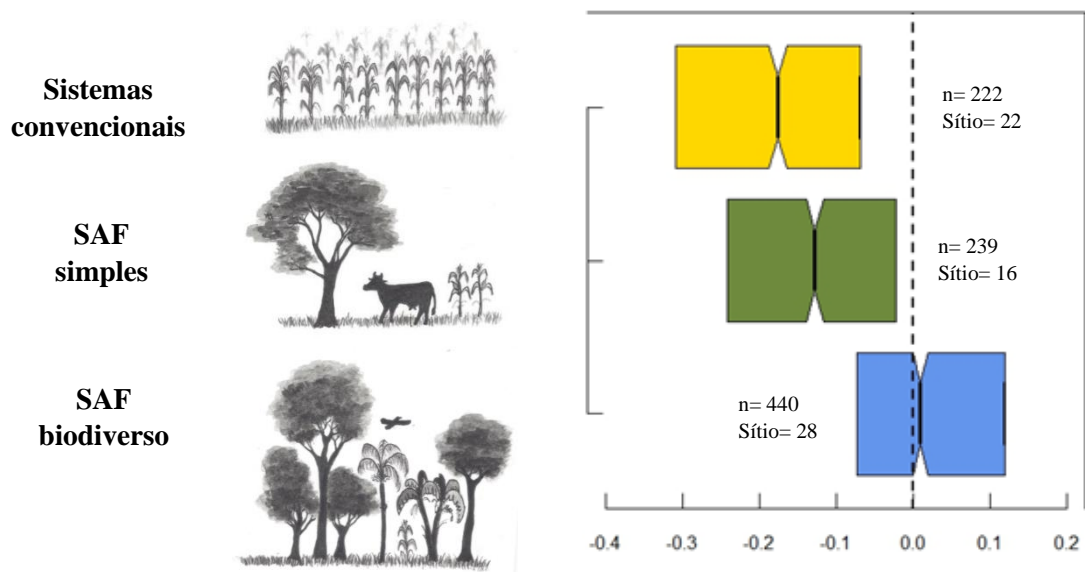 Sistemas
convencionais
n= 222
Sítio= 22
SAF
simples
n= 239
Sítio= 16
SAF
biodiverso
n= 440
Sítio= 28
-0.4 -0.3 -0.2 -0.1 0.0 0.1 0.2